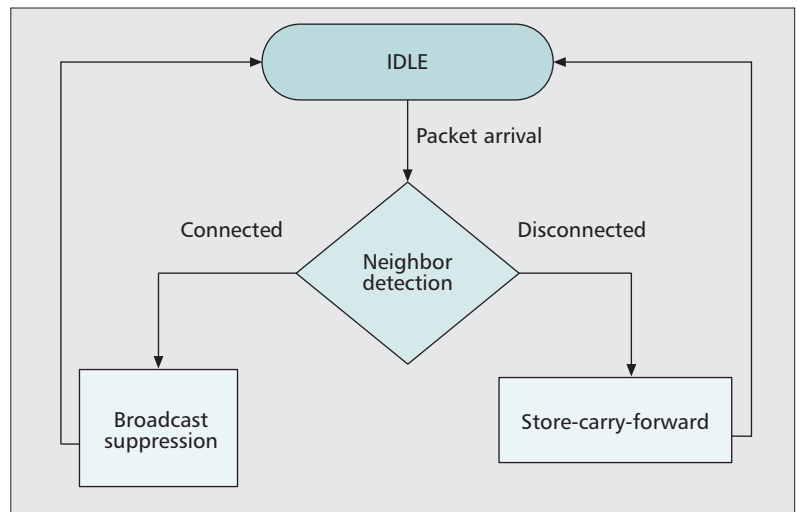 IDLE
Packet arrival
Connected
Disconnected
Neighbor
detection
Broadcast
suppression
Store-carry-forward